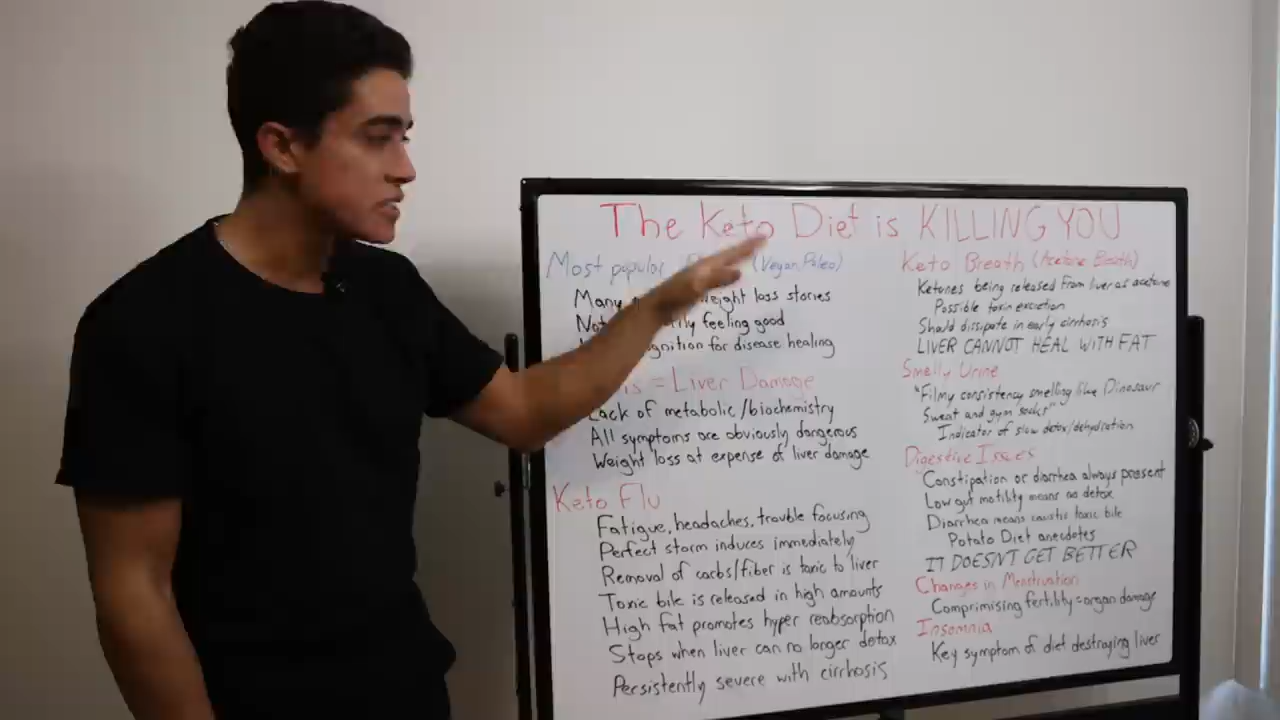 The Keto Diet is KILLING YOU
Most popular (Vegan, Paleo)
Many weight loss stories
feeling good
for disease healing
= Liver Damage
Lack of metabolic/biochemistry
All symptoms are obviously dangerous
Weight loss at expense of liver damage
Keto Flu
Fatigue, headaches, trouble focusing
Perfect storm induces immediately
Removal of carbs/fiber is toxic to liver
Toxic bile is released in high amounts
High fat promotes hyper reabsorption
Stops when liver can no longer detox
Persistently severe with cirrhosis
Keto Breath (Acetone Breath)
Ketones being released from liver as acetone
Possible toxin excretion
Should dissipate in early cirrhosis
LIVER CANNOT HEAL WITH FAT
Smelly Urine
"Filmy consistency smelling like Dinosaur
Sweat and gym socks"
Indicator of slow detox/dehydration
Digestive Issues
Constipation or diarrhea always present
Low gut motility means no detox
Diarrhea means caustic toxic bile
Potato Diet anecdotes
IT DOESNT GET BETTER
Changes in Menstruation
Comprimising fertility = organ damage
Insomnia
Key symptom of diet destraying liver